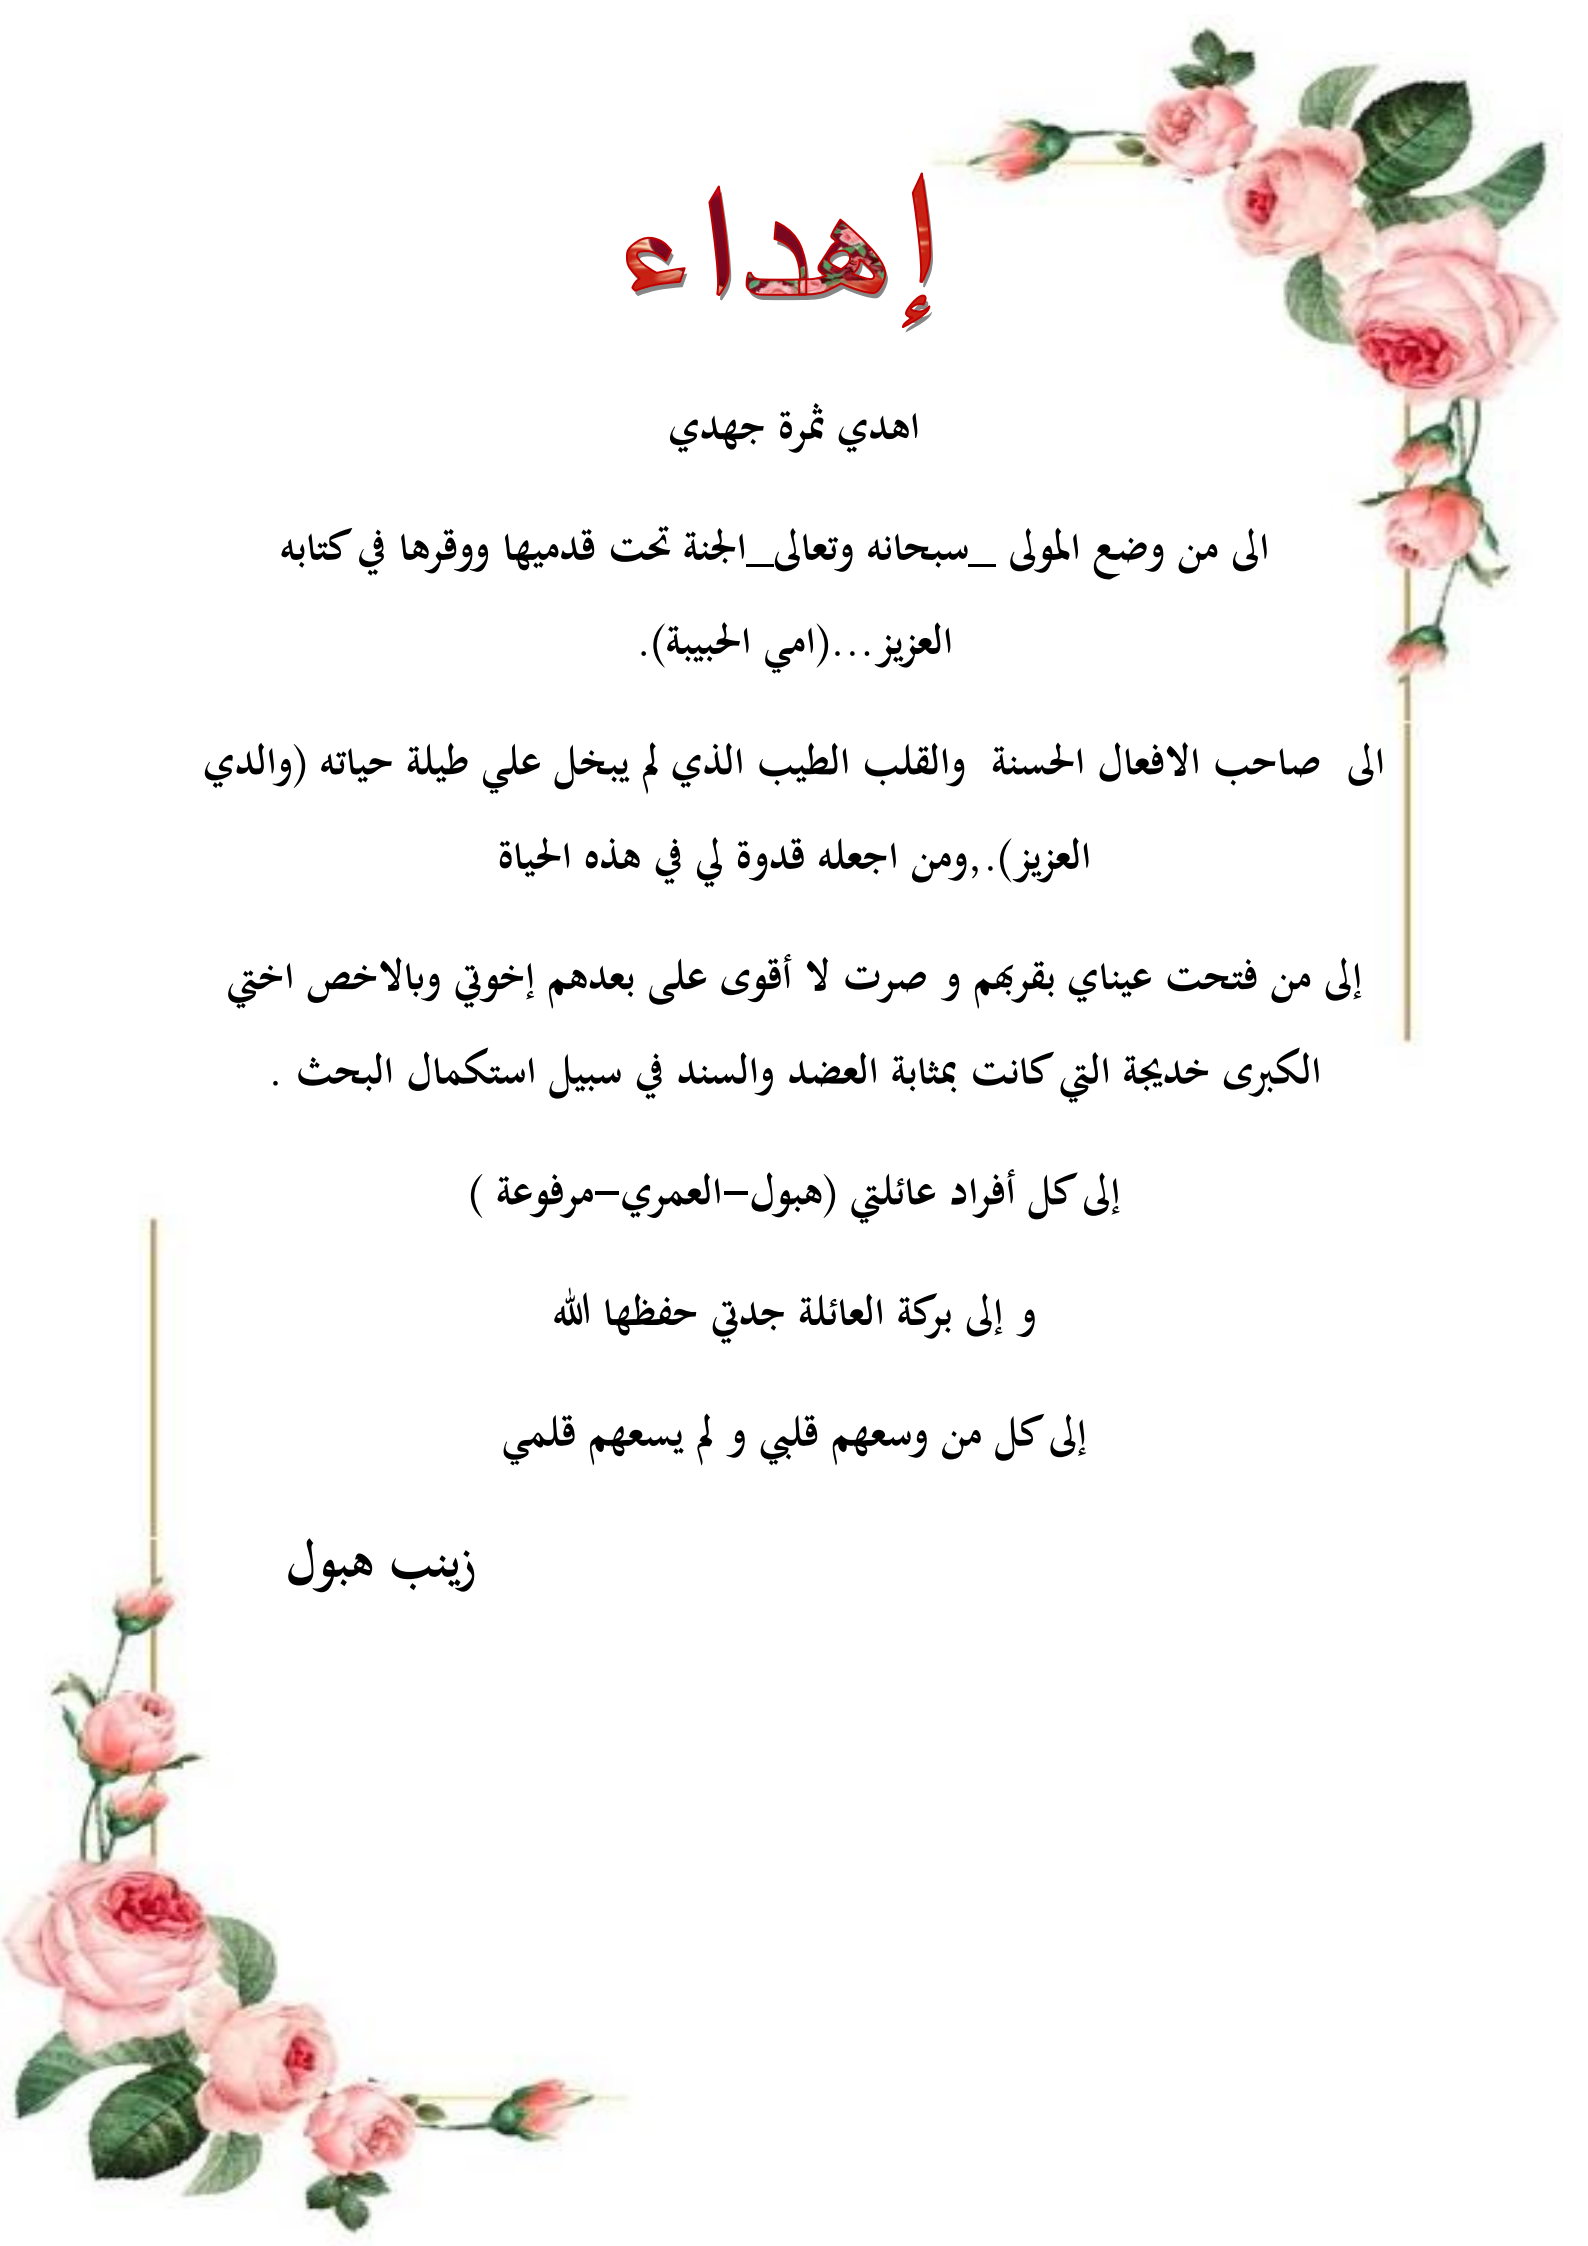 إهداء
اهدي ثمرة جهدي
الى من وضع المولى _سبحانه وتعالى_الجنة تحت قدميها ووقرها في كتابه
العزيز...(امي الحبيبة).
الى صاحب الافعال الحسنة والقلب الطيب الذي لم يبخل علي طيلة حياته (والدي
العزيز).,ومن اجعله قدوة لي في هذه الحياة
إلى من فتحت عيناي بقربهم و صرت لا أقوى على بعدهم إخوتي وبالاخص اختي
الكبرى خديجة التي كانت بمثابة العضد والسند في سبيل استكمال البحث .
إلى كل أفراد عائلتي (هبول–العمري–مرفوعة )
و إلى بركة العائلة جدتي حفظها الله
إلى كل من وسعهم قلبي و لم يسعهم قلمي
زينب هبول